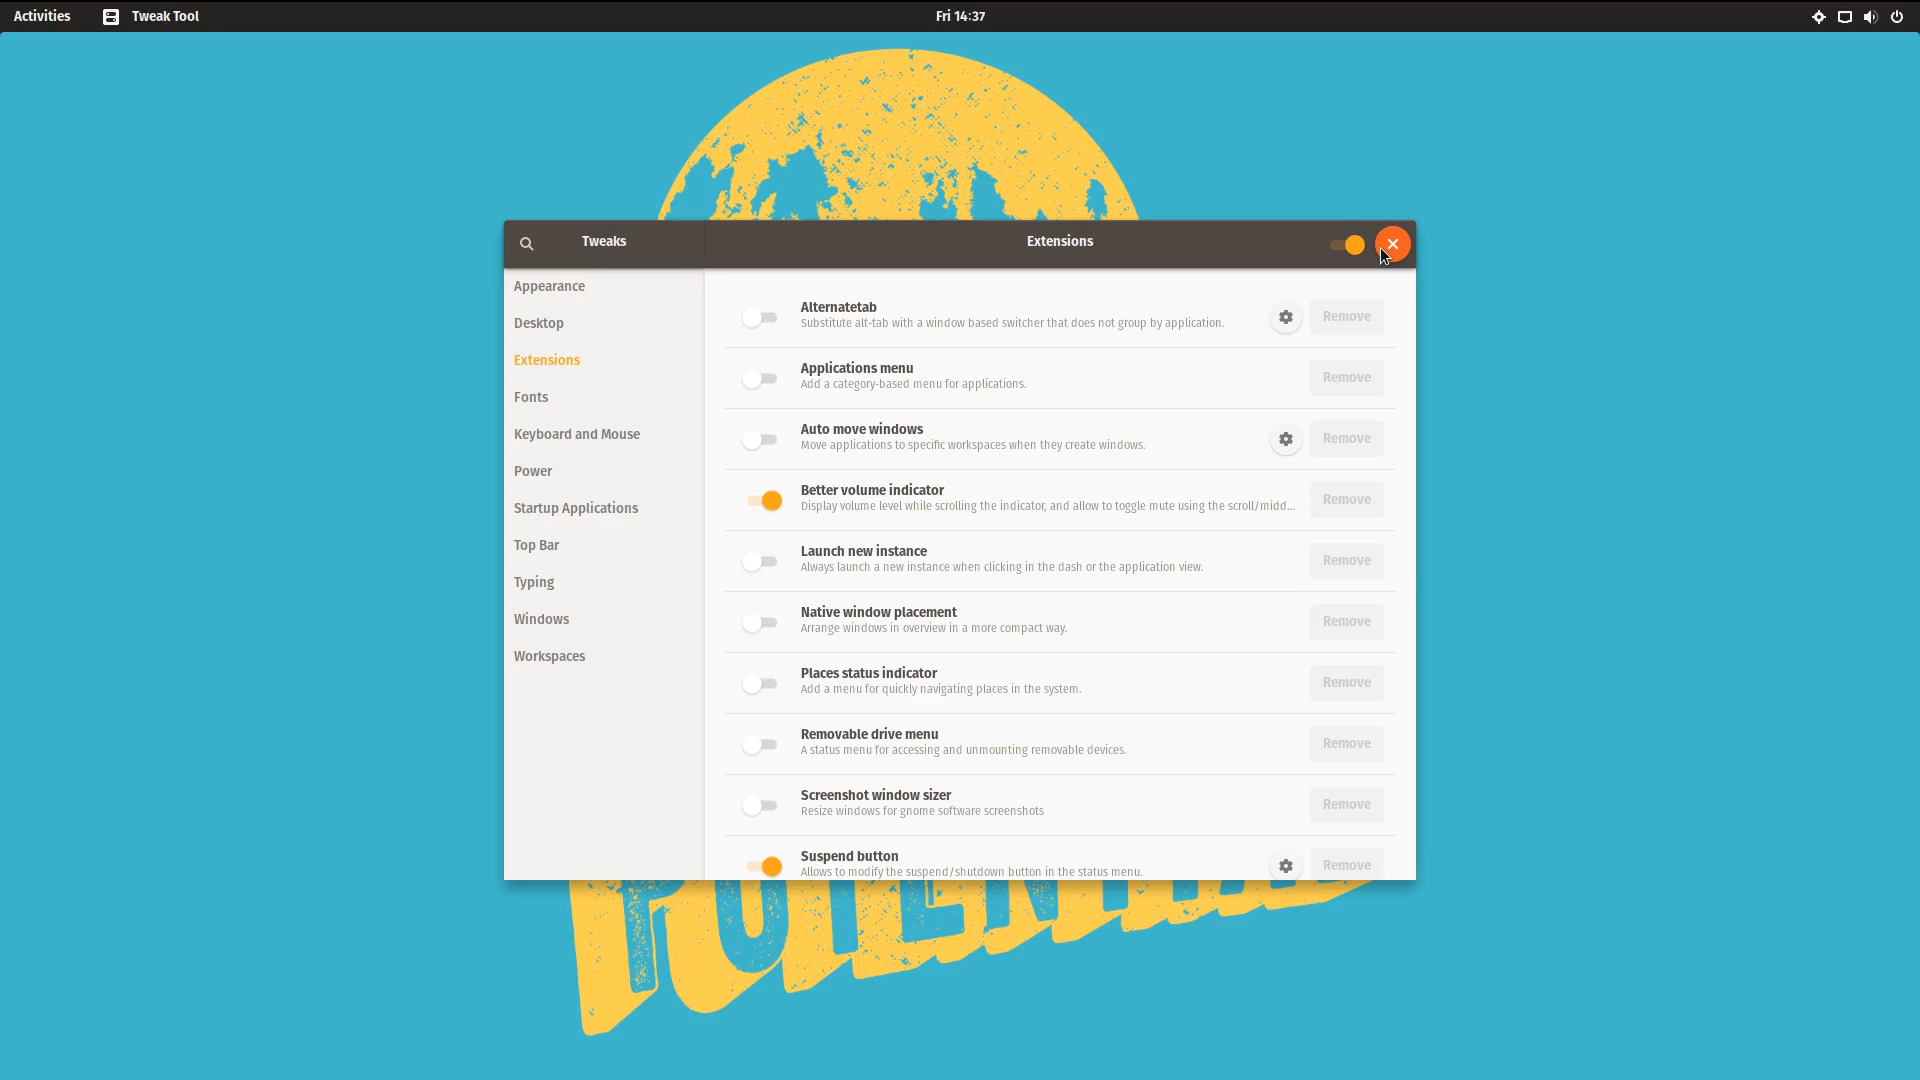 Activities
Tweak Tool
Fri 14:37
Tweaks
Extensions
Appearance
Desktop
Extensions
Fonts
Keyboard and Mouse
Power
Startup Applications
Top Bar
Typing
Windows
Workspaces
Alternatetab
Substitute alt-tab with a window based switcher that does not group by application.
Remove
Applications menu
Add a category-based menu for applications.
Remove
Auto move windows
Move applications to specific workspaces when they create windows.
Remove
Better volume indicator
Display volume level while scrolling the indicator, and allow to toggle mute using the scroll/midd...
Remove
Launch new instance
Always launch a new instance when clicking in the dash or the application view.
Remove
Native window placement
Arrange windows in overview in a more compact way.
Remove
Places status indicator
Add a menu for quickly navigating places in the system.
Remove
Removable drive menu
A status menu for accessing and unmounting removable devices.
Remove
Screenshot window sizer
Resize windows for gnome software screenshots
Remove
Suspend button
Allows to modify the suspend/shutdown button in the status menu.
Remove